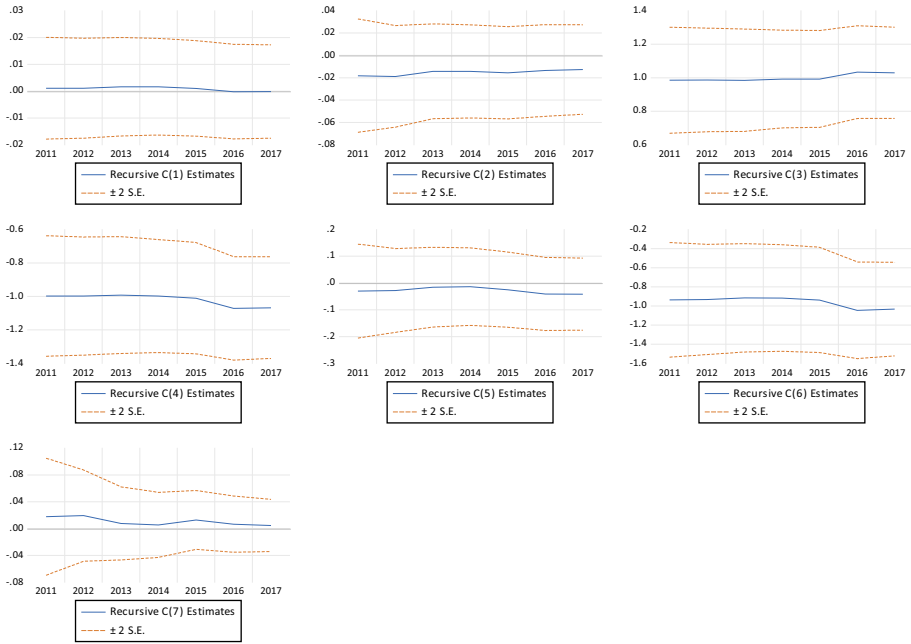 .03
.02
.01
.00
-.01
-.02
2011 2012 2013 2014 2015 2016 2017
Recursive C(1) Estimates
± 2 S.E.
.04
.02
.00
-.02
-.04
-.06
-.08
2011 2012 2013 2014 2015 2016 2017
Recursive C(2) Estimates
± 2 S.E.
1.4
1.2
1.0
0.8
0.6
2011 2012 2013 2014 2015 2016 2017
Recursive C(3) Estimates
± 2 S.E.
-0.6
-0.8
-1.0
-1.2
-1.4
2011 2012 2013 2014 2015 2016 2017
Recursive C(4) Estimates
± 2 S.E.
.2
.1
.0
-.1
-.2
-.3
2011 2012 2013 2014 2015 2016 2017
Recursive C(5) Estimates
± 2 S.E.
-0.2
-0.4
-0.6
-0.8
-1.0
-1.2
-1.4
-1.6
2011 2012 2013 2014 2015 2016 2017
Recursive C(6) Estimates
± 2 S.E.
.12
.08
.04
.00
-.04
-.08
2011 2012 2013 2014 2015 2016 2017
Recursive C(7) Estimates
± 2 S.E.